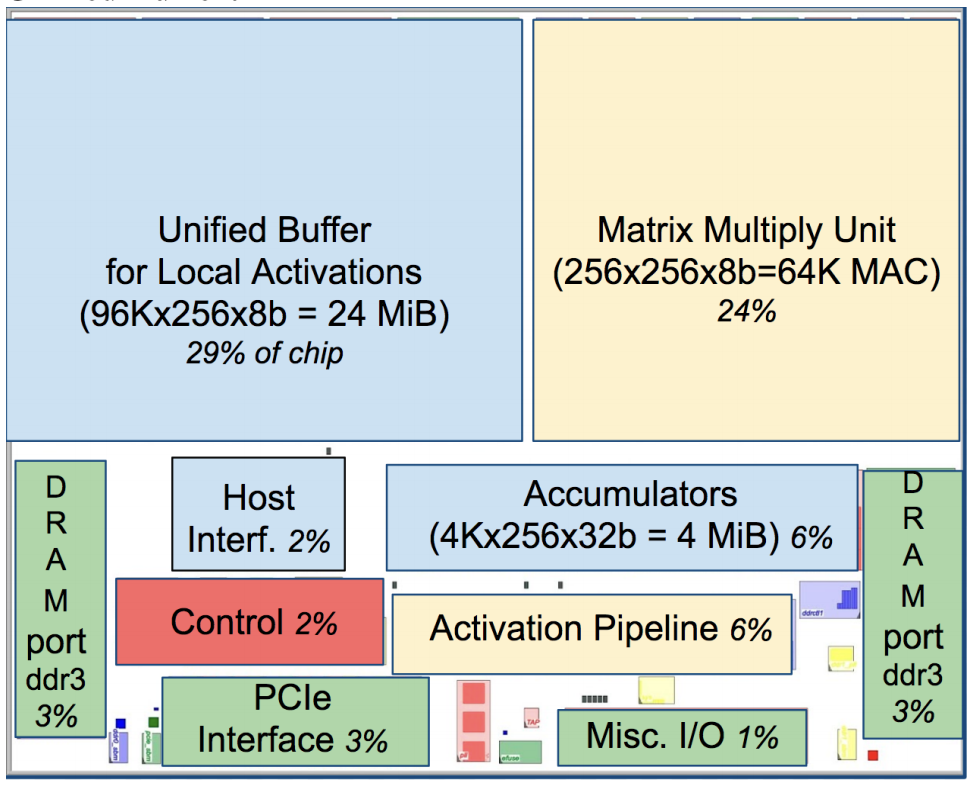 Unified Buffer
for Local Activations
(96Kx256x8b = 24 MiB)
29% of chip
Matrix Multiply Unit
(256x256x8b=64K MAC)
24%
D
R
A
M
port
ddr3
3%
Host
Interf. 2%
Accumulators
(4Kx256x32b = 4 MiB) 6%
D
R
A
M
port
ddr3
3%
Control 2%
Activation Pipeline 6%
PCIe
Interface 3%
Misc. I/O 1%
TAP
efuse